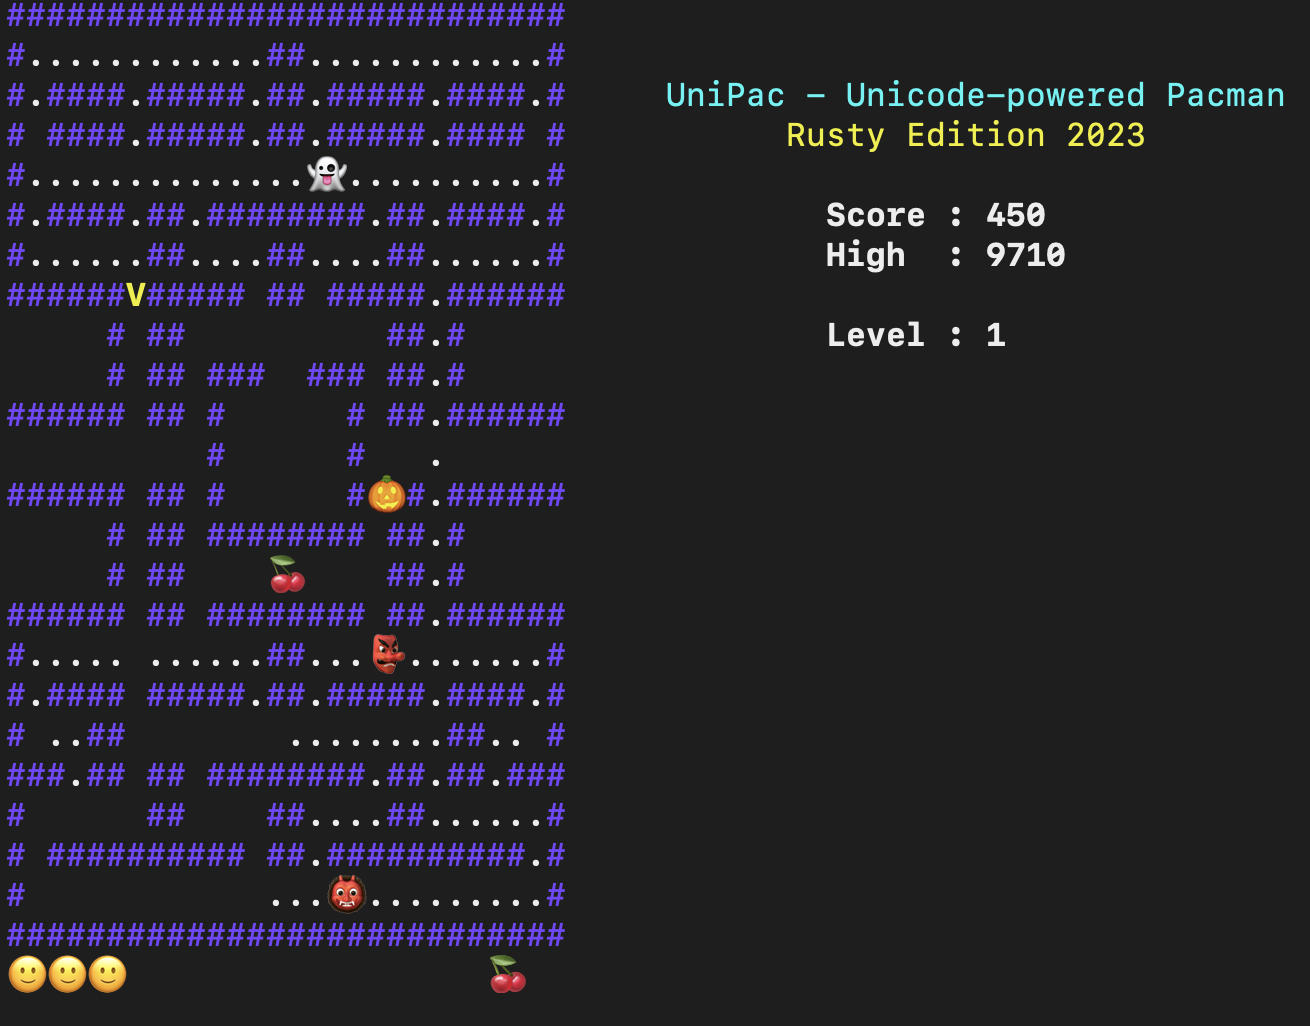 UniPac – Unicode–powered Pacman
Rusty Edition 2023
Score : 450
High : 9710
Level : 1